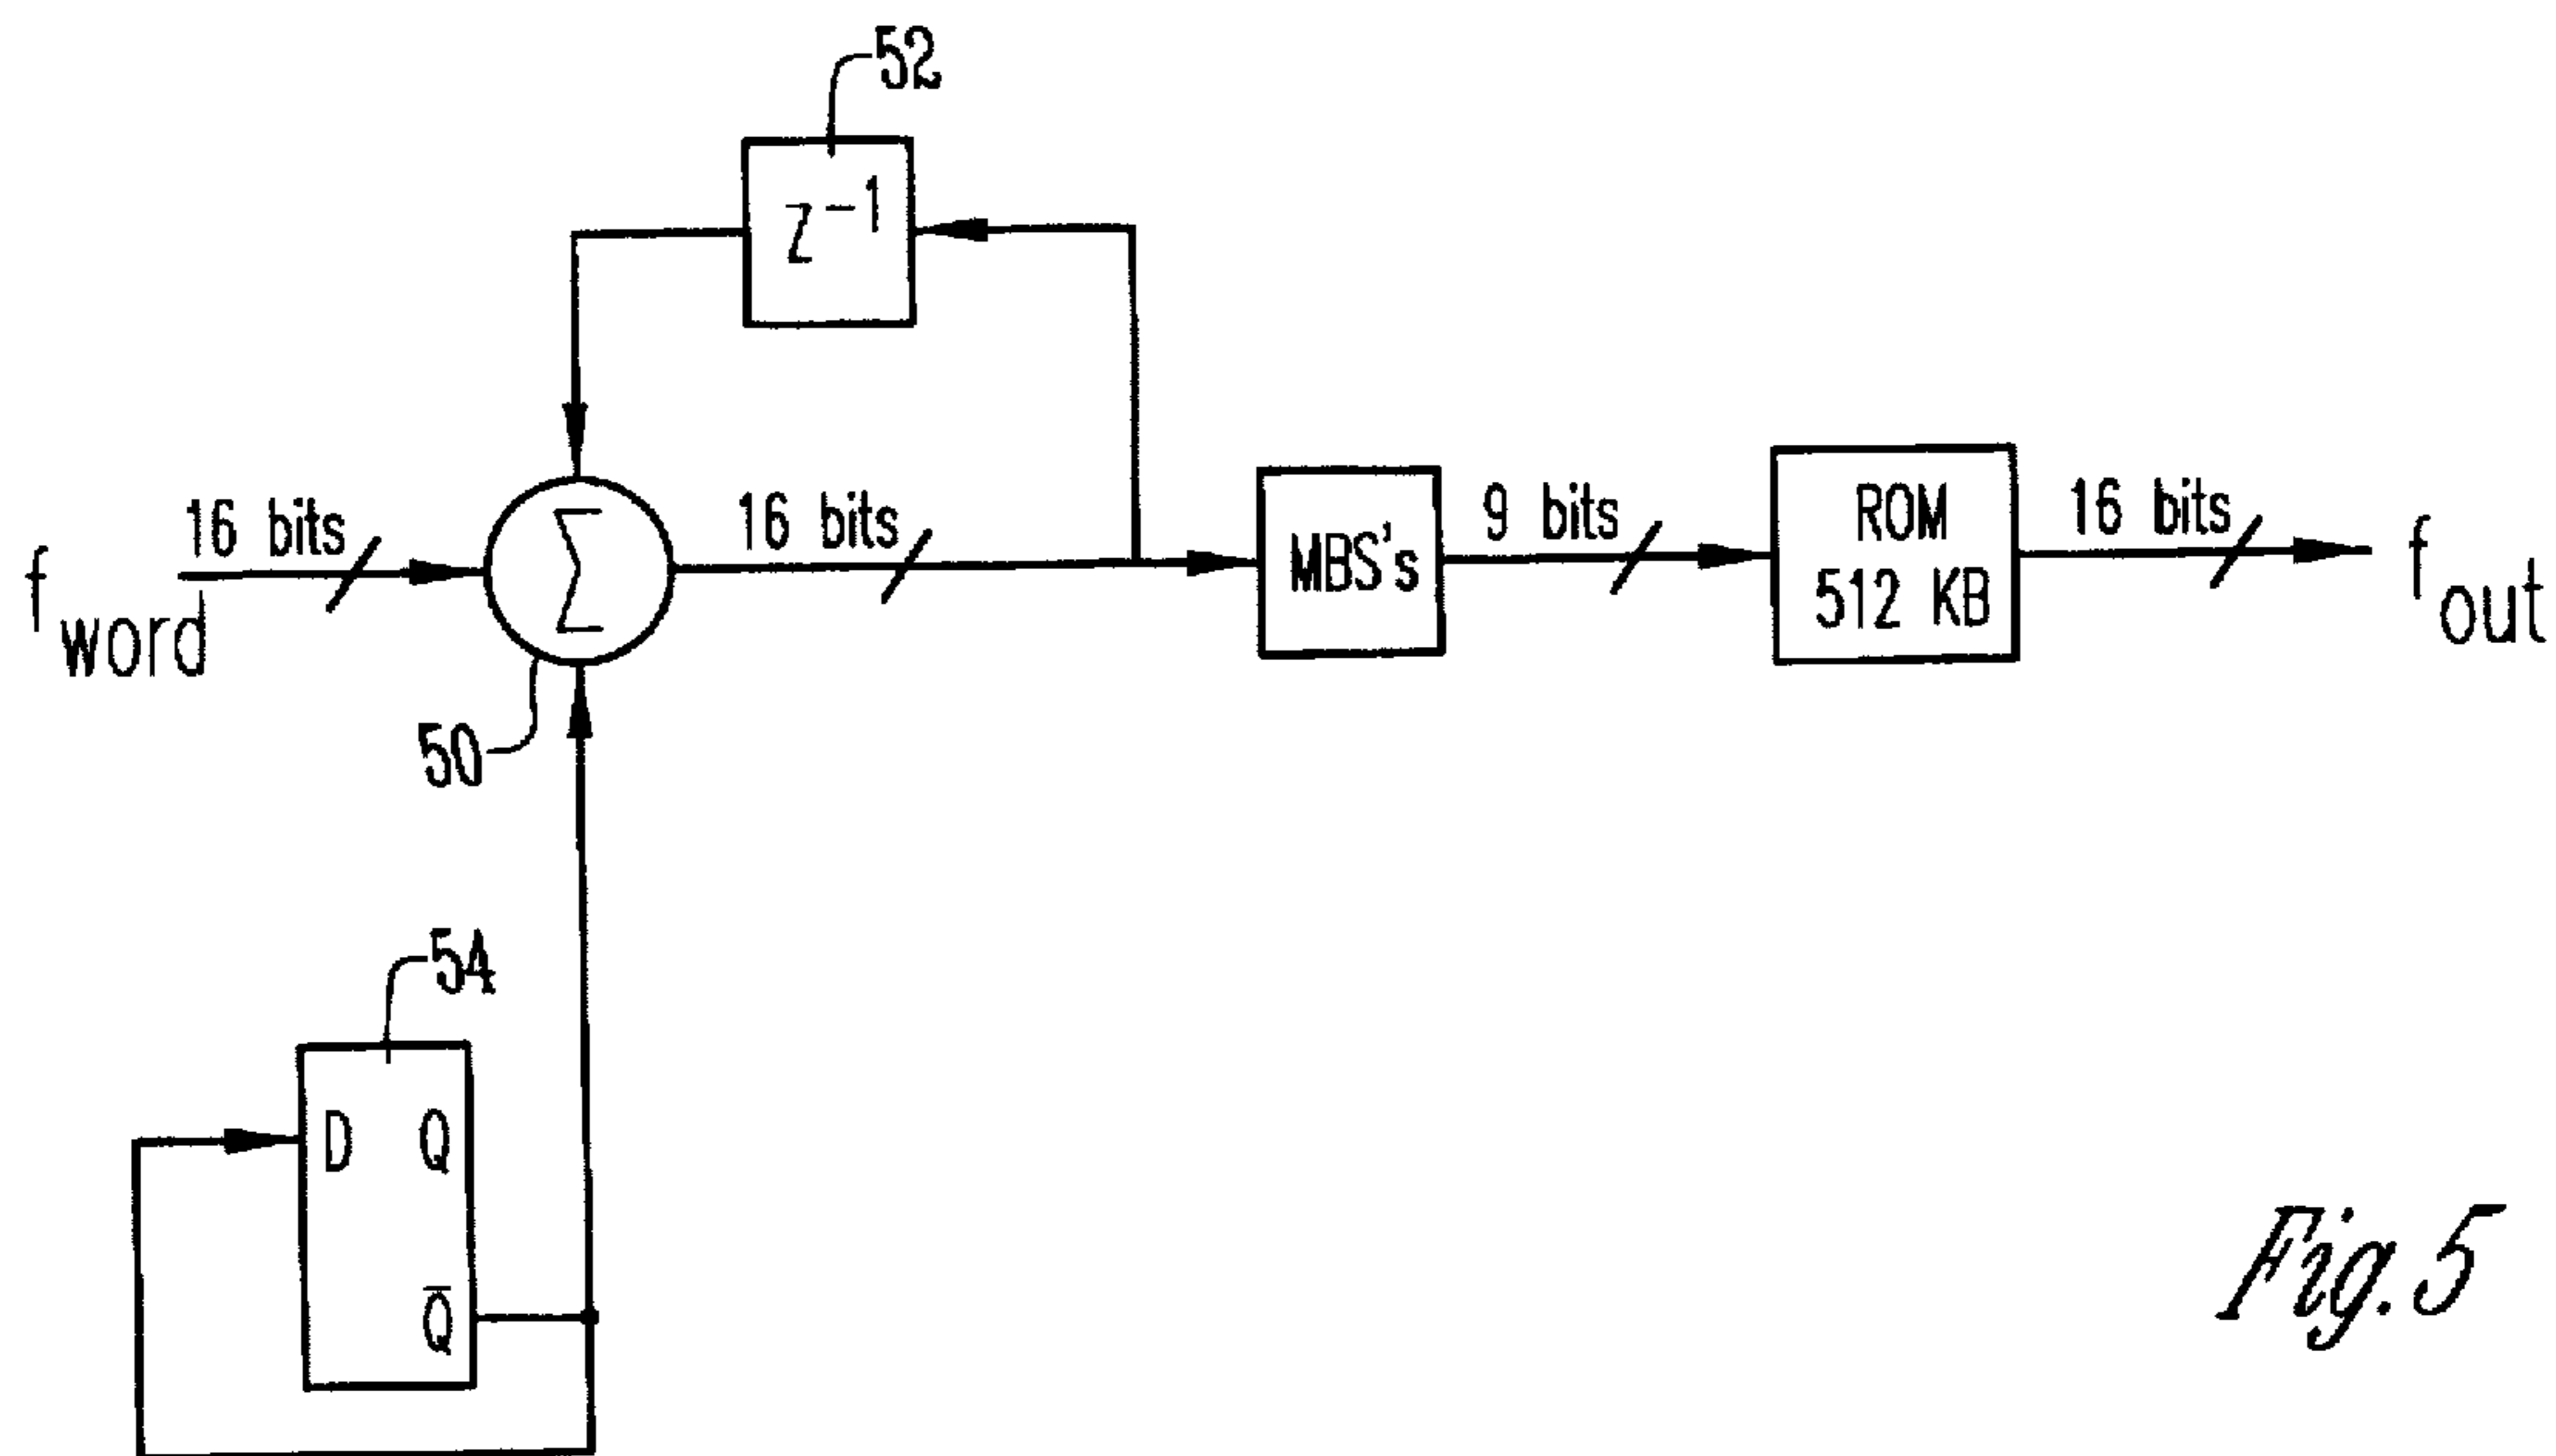 52
z⁻¹
16 bits
16 bits
9 bits
16 bits
f_word
Σ
MBS's
ROM
512 KB
f_out
50
54
D Q
Q̅
Fig. 5